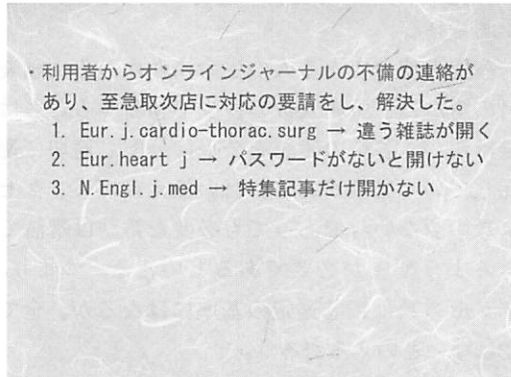 ・利用者からオンラインジャーナルの不備の連絡が
あり、至急取次店に対応の要請をし、解決した。
1. Eur.j.cardio-thorac.surg → 違う雑誌が開く
2. Eur.heart j → パスワードがないと開けない
3. N.Engl.j.med → 特集記事だけ開かない